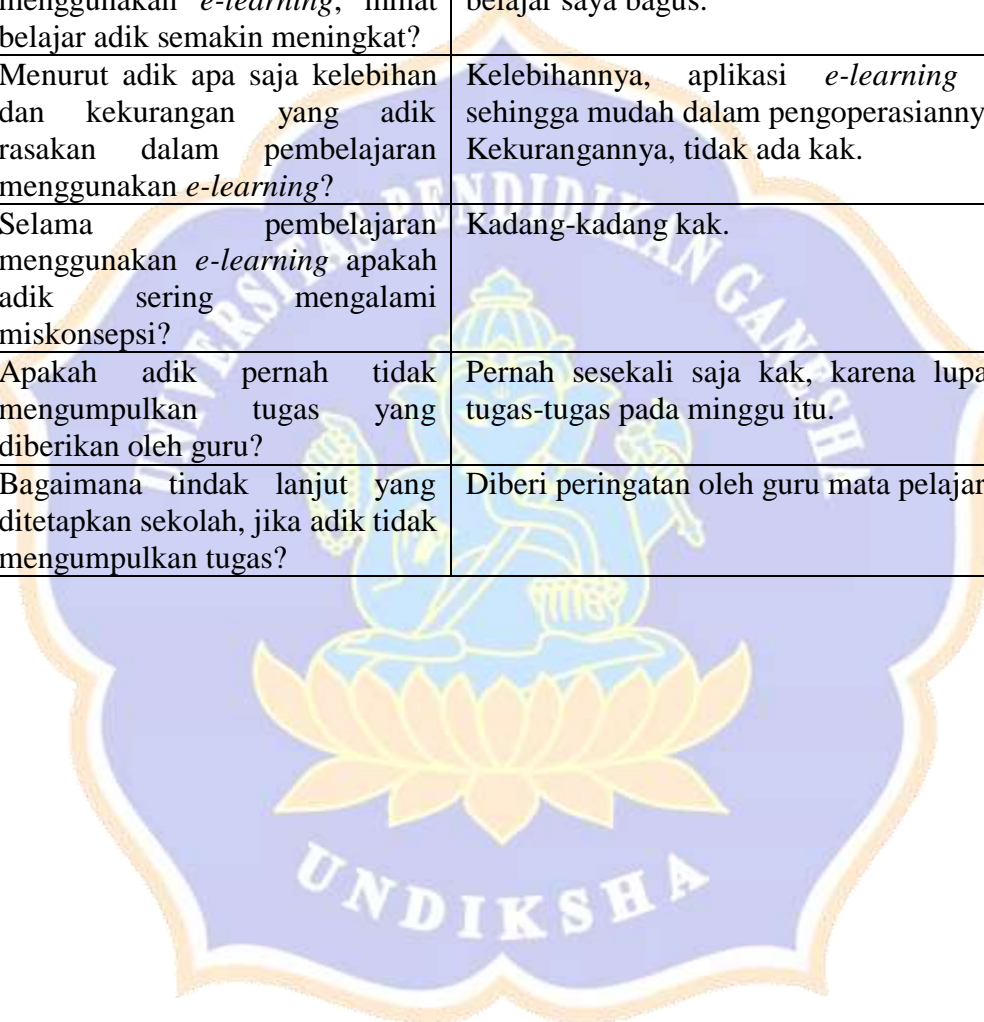 menggunakan e-learning, minat
belajar adik semakin meningkat?
belajar saya bagus.
Menurut adik apa saja kelebihan
dan kekurangan yang adik
rasakan dalam pembelajaran
menggunakan e-learning?
Kelebihannya, aplikasi e-learning
sehingga mudah dalam
Kekurangannya, tidak ada kak.
Selama pembelajaran
menggunakan e-learning apakah
adik sering mengalami
miskonsepsi?
Kadang-kadang kak.
Apakah adik pernah tidak
mengumpulkan tugas yang
diberikan oleh guru?
Pernah sesekali saja kak, karena lupa
tugas-tugas pada minggu itu.
Bagaimana tindak lanjut yang
ditetapkan sekolah, jika adik tidak
mengumpulkan tugas?
Diberi peringatan oleh guru mata
UNIVERSITAS PENDIDIKAN GANESHA
UNDIKSHA